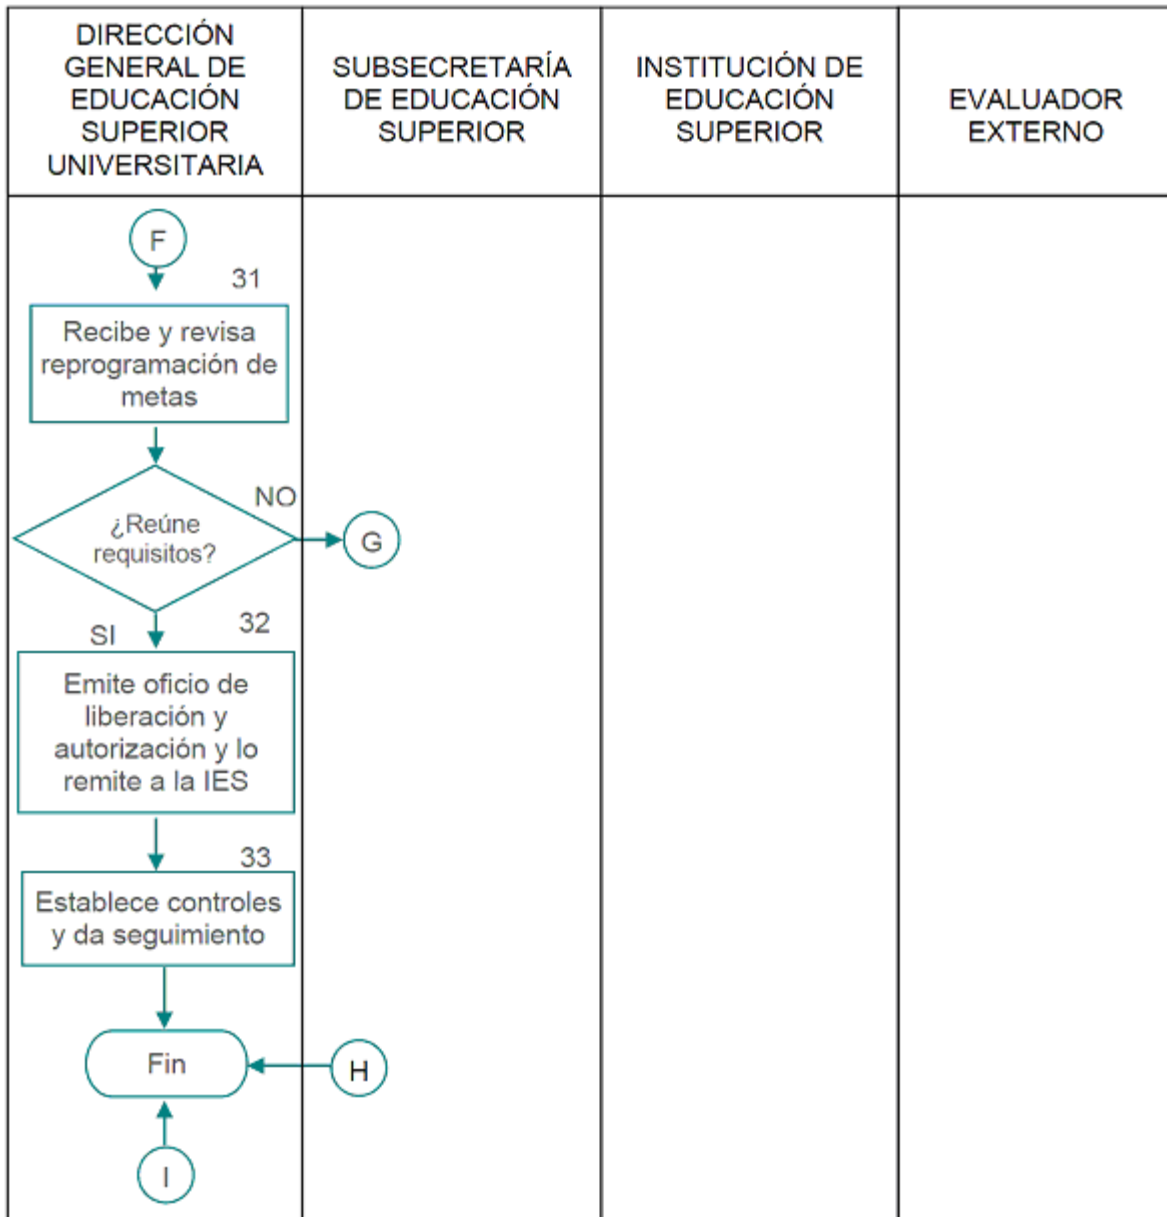 DIRECCIÓN
GENERAL DE
EDUCACIÓN
SUPERIOR
UNIVERSITARIA
SUBSECRETARÍA
DE EDUCACIÓN
SUPERIOR
INSTITUCIÓN DE
EDUCACIÓN
SUPERIOR
EVALUADOR
EXTERNO
F
31
Recibe y revisa
reprogramación de
metas
¿Reúne
requisitos?
NO
G
SI
32
Emite oficio de
liberación y
autorización y lo
remite a la IES
33
Establece controles
y da seguimiento
Fin
H
I